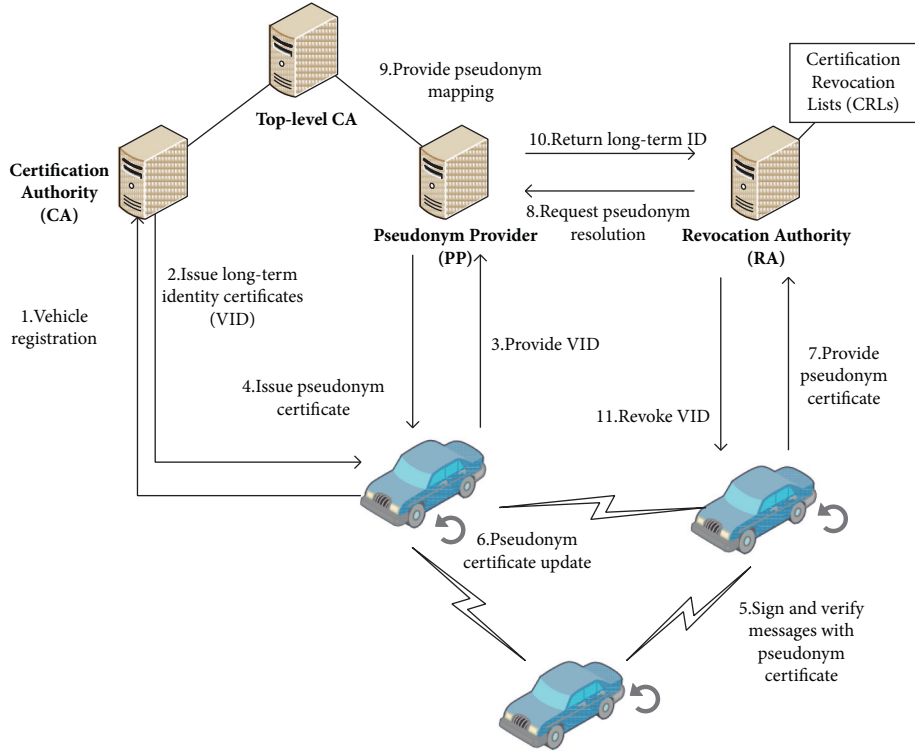 9.Provide pseudonym
mapping
Certification
Revocation
Lists (CRLs)
Top-level CA
10.Return long-term ID
Certification
Authority
(CA)
8.Request pseudonym
resolution
Pseudonym Provider
(PP)
Revocation Authority
(RA)
2.Issue long-term
identity certificates
(VID)
1.Vehicle
registration
3.Provide VID
7.Provide
pseudonym
certificate
4.Issue pseudonym
certificate
11.Revoke VID
6.Pseudonym
certificate update
5.Sign and verify
messages with
pseudonym
certificate